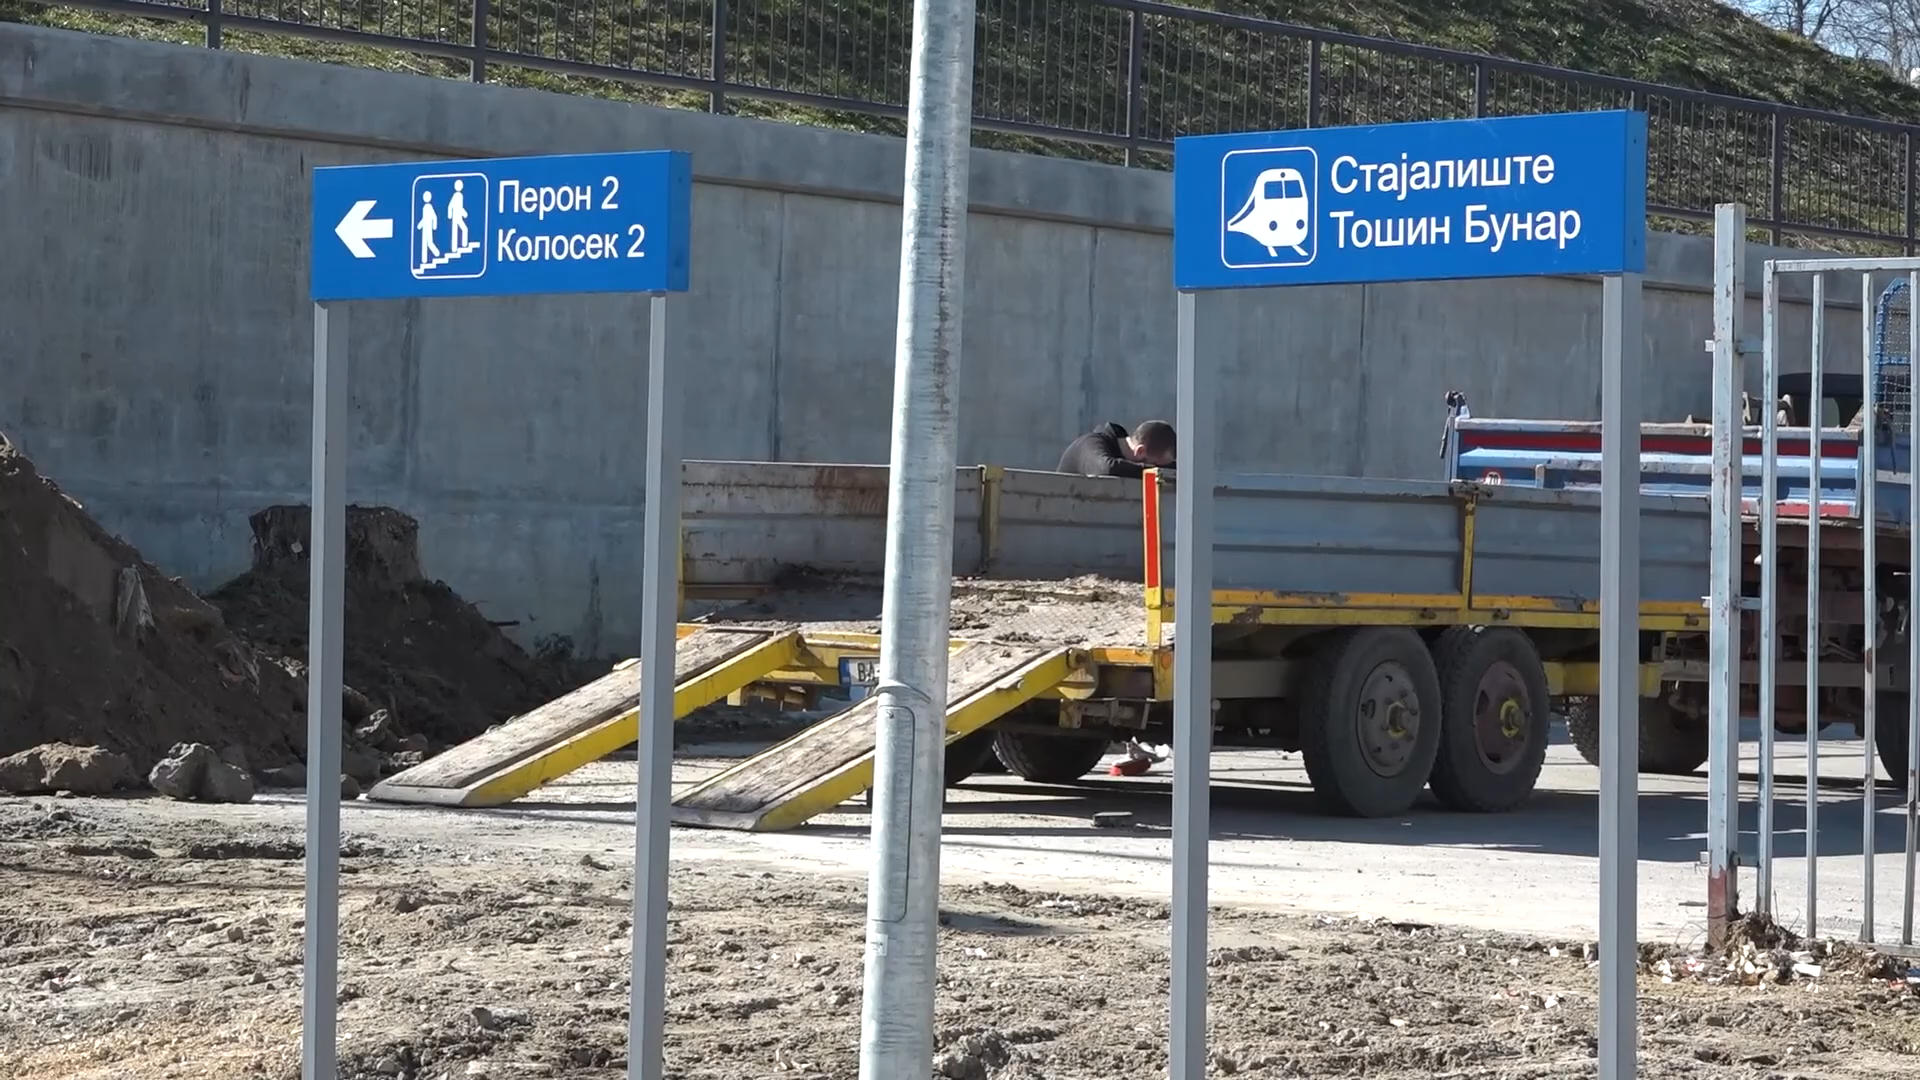 Перон 2
Колосек 2
Стајалиште
Тошин Бунар